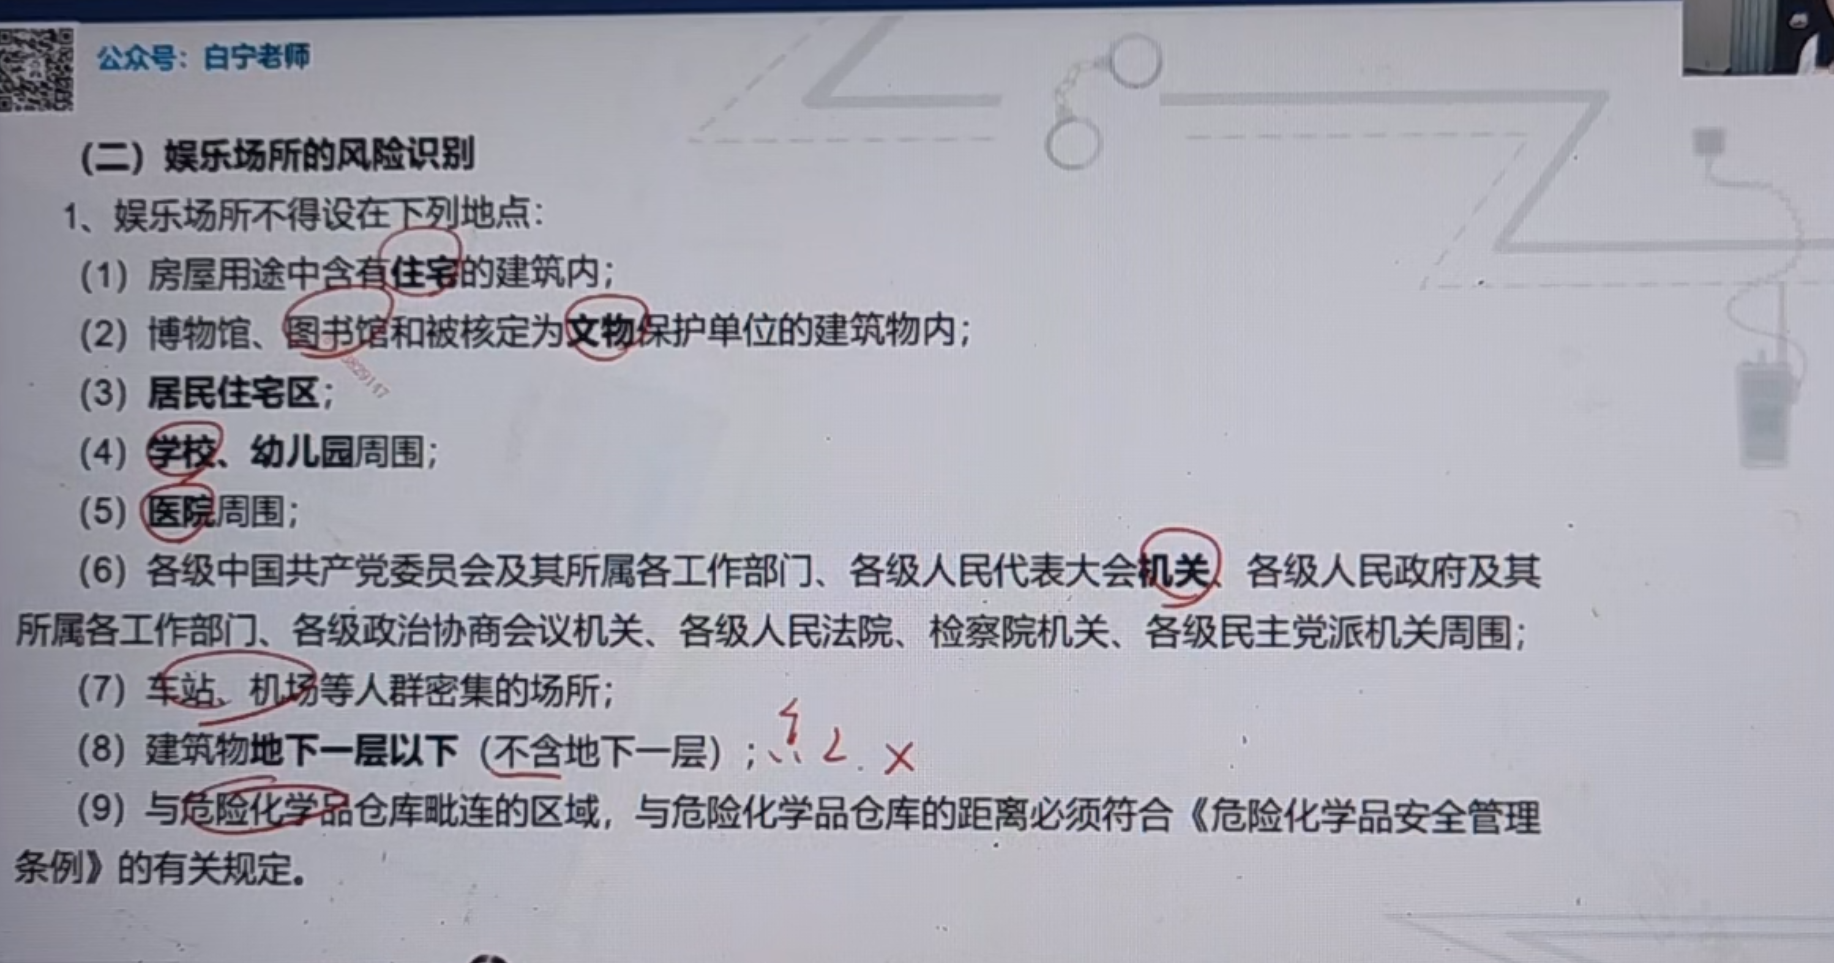 公众号：白宁老师
（二）娱乐场所的风险识别
1、娱乐场所不得设在下列地点：
（1）房屋用途中含有住宅的建筑内；
（2）博物馆、图书馆和被核定为文物保护单位的建筑物内；
（3）居民住宅区；
（4）学校、幼儿园周围；
（5）医院周围；
（6）各级中国共产党委员会及其所属各工作部门、各级人民代表大会机关、各级人民政府及其
所属各工作部门、各级政治协商会议机关、各级人民法院、检察院机关、各级民主党派机关周围；
（7）车站、机场等人群密集的场所；
（8）建筑物地下一层以下（不含地下一层）；
（9）与危险化学品仓库毗连的区域，与危险化学品仓库的距离必须符合《危险化学品安全管理
条例》的有关规定。